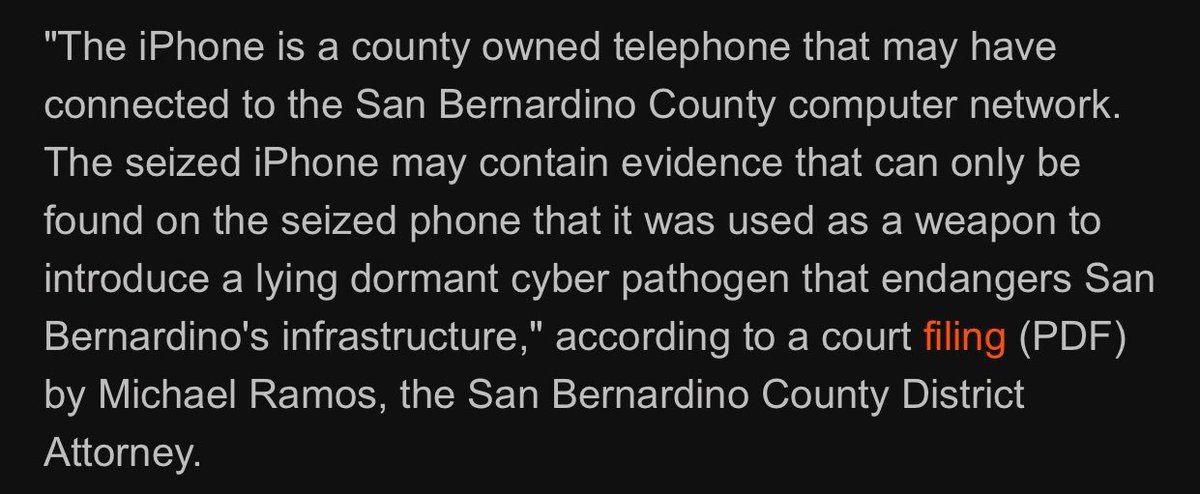 "The iPhone is a county owned telephone that may have
connected to the San Bernardino County computer network.
The seized iPhone may contain evidence that can only be
found on the seized phone that it was used as a weapon to
introduce a lying dormant cyber pathogen that endangers San
Bernardino's infrastructure," according to a court filing (PDF)
by Michael Ramos, the San Bernardino County District
Attorney.